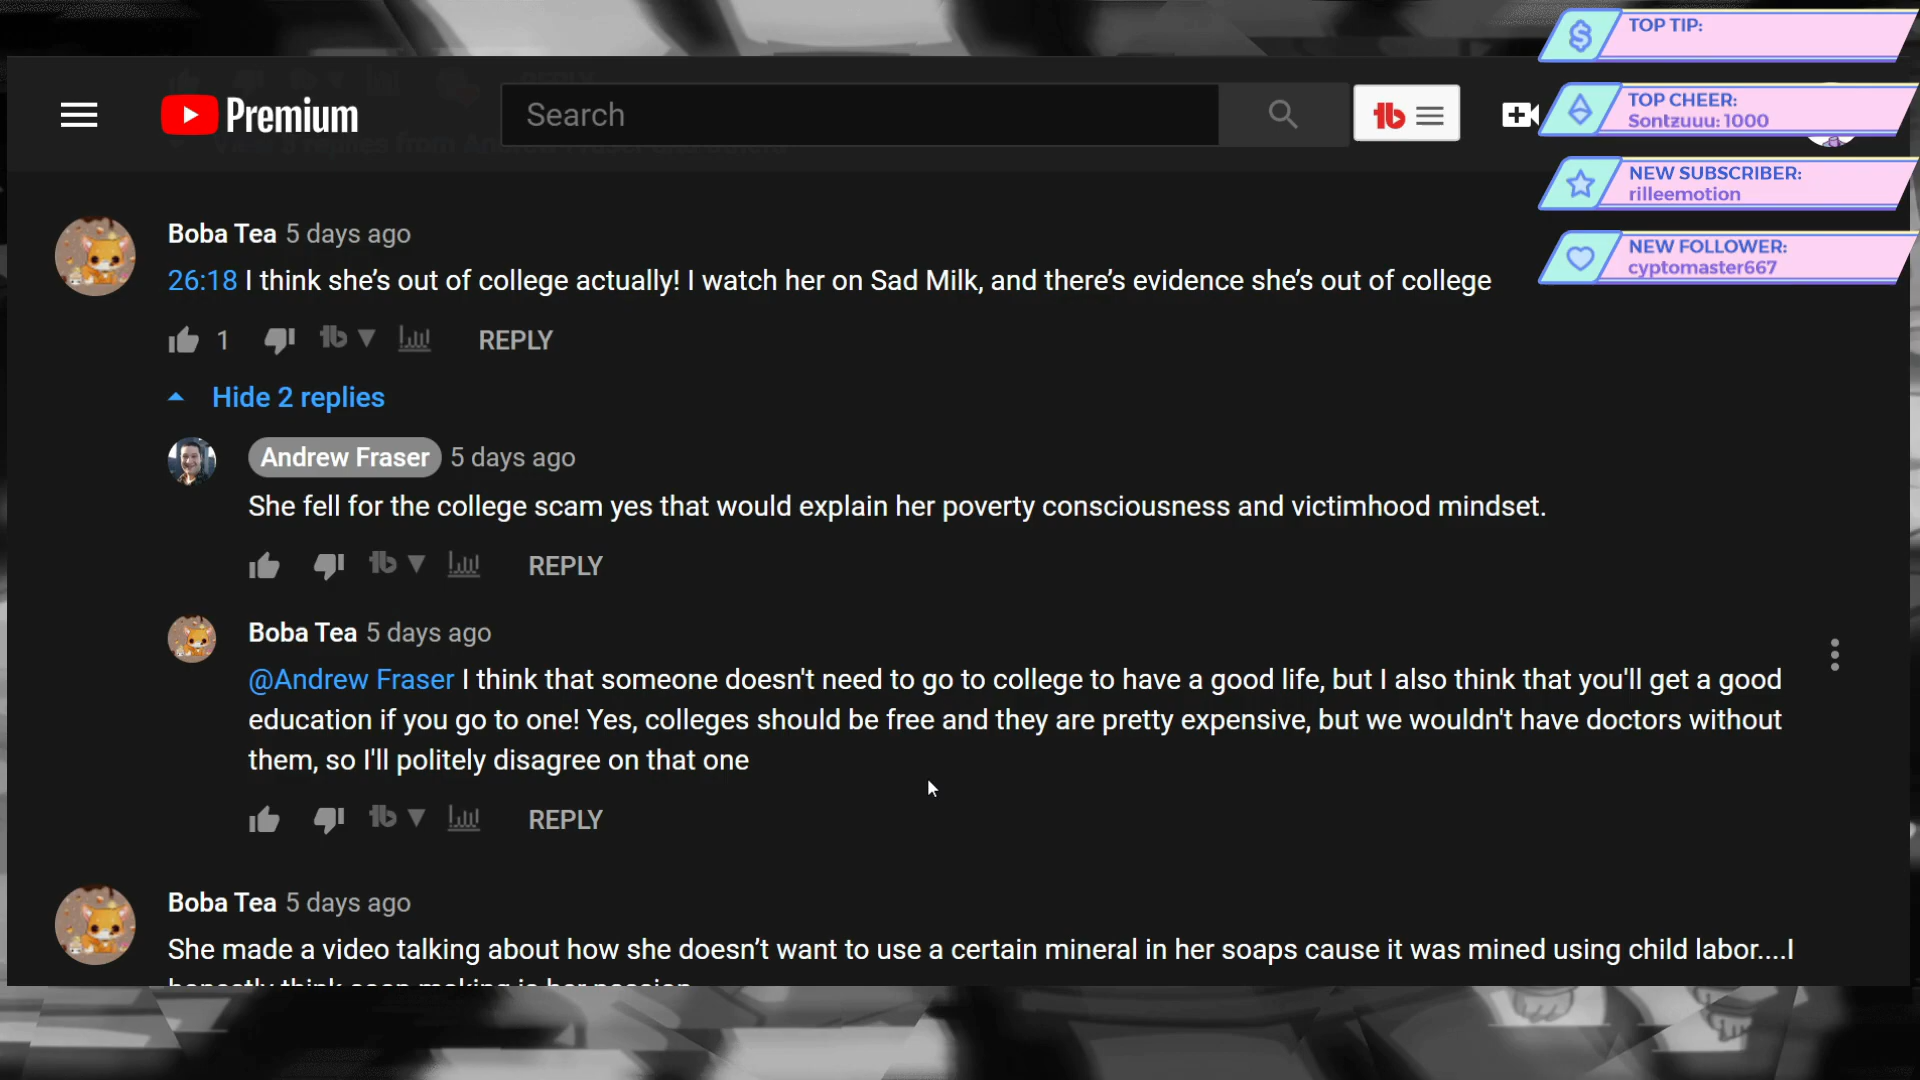 TOP TIP:
Premium
Search
TOP CHEER:
Sontzuuu: 1000
Boba Tea 5 days ago
NEW SUBSCRIBER:
rilleemotion
26:18 I think she’s out of college actually! I watch her on Sad Milk, and there’s evidence she’s out of college
NEW FOLLOWER:
cyptomaster667
1 REPLY
Hide 2 replies
Andrew Fraser 5 days ago
She fell for the college scam yes that would explain her poverty consciousness and victimhood mindset.
REPLY
Boba Tea 5 days ago
@Andrew Fraser I think that someone doesn't need to go to college to have a good life, but I also think that you'll get a good
education if you go to one! Yes, colleges should be free and they are pretty expensive, but we wouldn't have doctors without
them, so I'll politely disagree on that one
REPLY
Boba Tea 5 days ago
She made a video talking about how she doesn’t want to use a certain mineral in her soaps cause it was mined using child labor....I
honestly think soap making is her passion